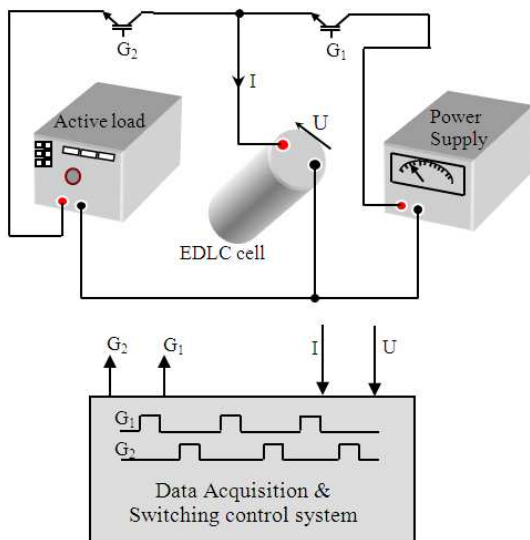 G2
G1
I
Active load
U
Power
Supply
EDLC cell
G2
G1
I
U
G1
G2
Data Acquisition &
Switching control system